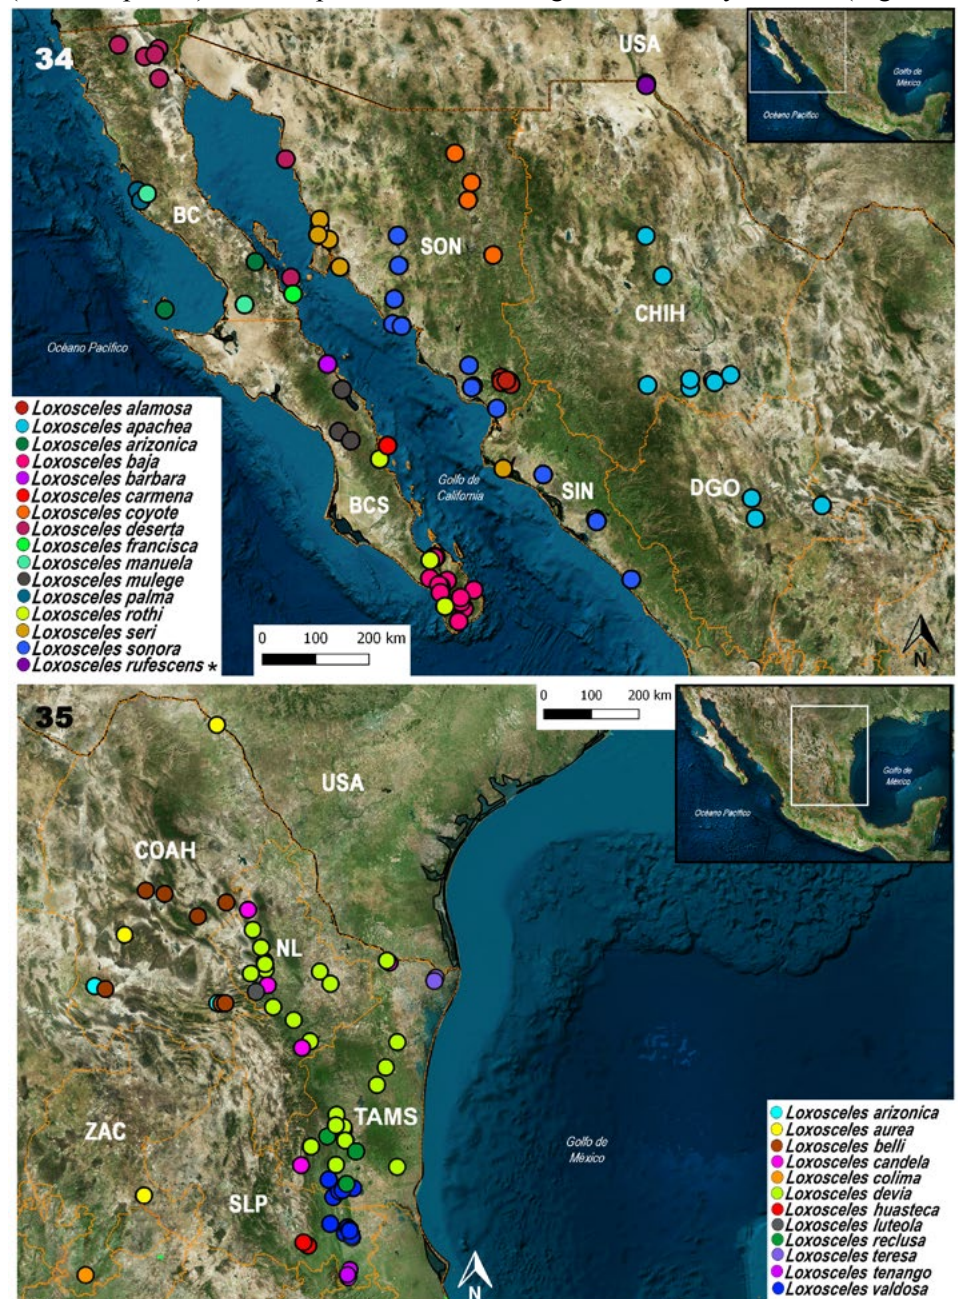 34
USA
Golfo de
México
Océano Pacífico
BC
SON
CHIH
Océano Pacífico
Loxosceles alamosa
Loxosceles apachea
Loxosceles arizonica
Loxosceles baja
Loxosceles barbara
Loxosceles carmena
Loxosceles coyote
Loxosceles deserta
Loxosceles francisca
Loxosceles manuela
Loxosceles mulege
Loxosceles palma
Loxosceles rothi
Loxosceles seri
Loxosceles sonora
Loxosceles rufescens *
BCS
Golfo de
California
SIN
DGO
0 100 200 km
N
35
0 100 200 km
USA
Golfo de
México
Océano Pacífico
COAH
NL
ZAC
TAMS
SLP
Golfo de
México
Loxosceles arizonica
Loxosceles aurea
Loxosceles belli
Loxosceles candela
Loxosceles colima
Loxosceles devia
Loxosceles huasteca
Loxosceles luteola
Loxosceles reclusa
Loxosceles teresa
Loxosceles tenango
Loxosceles valdosa
N